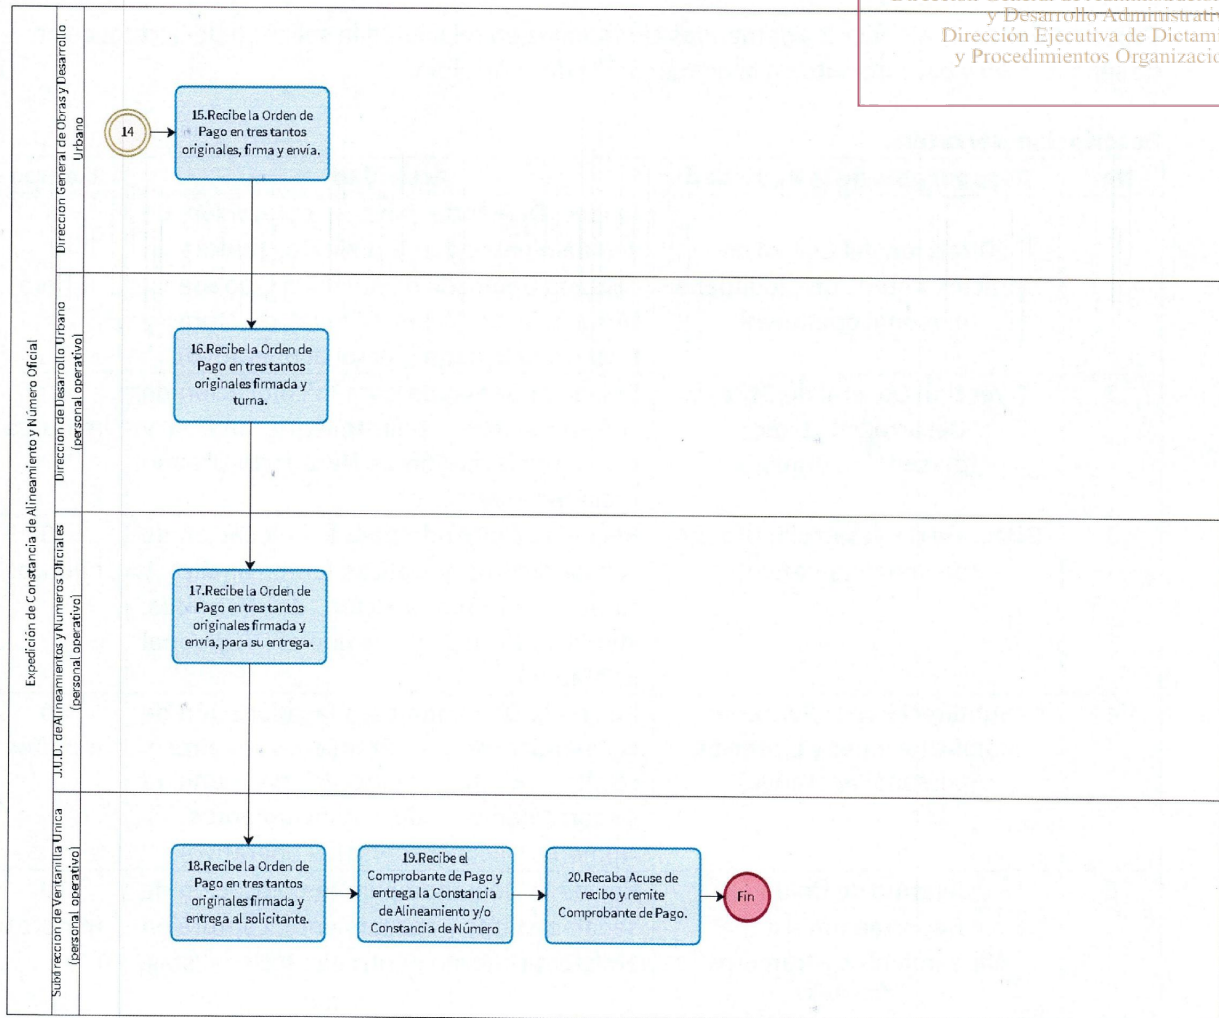 y Desarrollo Administrativ
Dirección Ejecutiva de Dictami
y Procedimientos Organizacio
Expedición de Constancia de Alineamiento y Número Oficial
Direccion General de Obras y Desarrollo
Urbano
14
15.Recibe la Orden de
Pago en tres tantos
originales, firma y envía.
Direccion de Desarrollo Urbano
(personal operativo)
16.Recibe la Orden de
Pago en tres tantos
originales firmada y
turna.
J.U.D. de Alineamientos y Numeros Oficiales
(personal operativo)
17.Recibe la Orden de
Pago en tres tantos
originales firmada y
envía, para su entrega.
Subdireccion de Ventanilla Unica
(personal operativo)
18.Recibe la Orden de
Pago en tres tantos
originales firmada y
entrega al solicitante.
19.Recibe el
Comprobante de Pago y
entrega la Constancia
de Alineamiento y/o
Constancia de Número
20.Recaba Acuse de
recibo y remite
Comprobante de Pago.
Fin